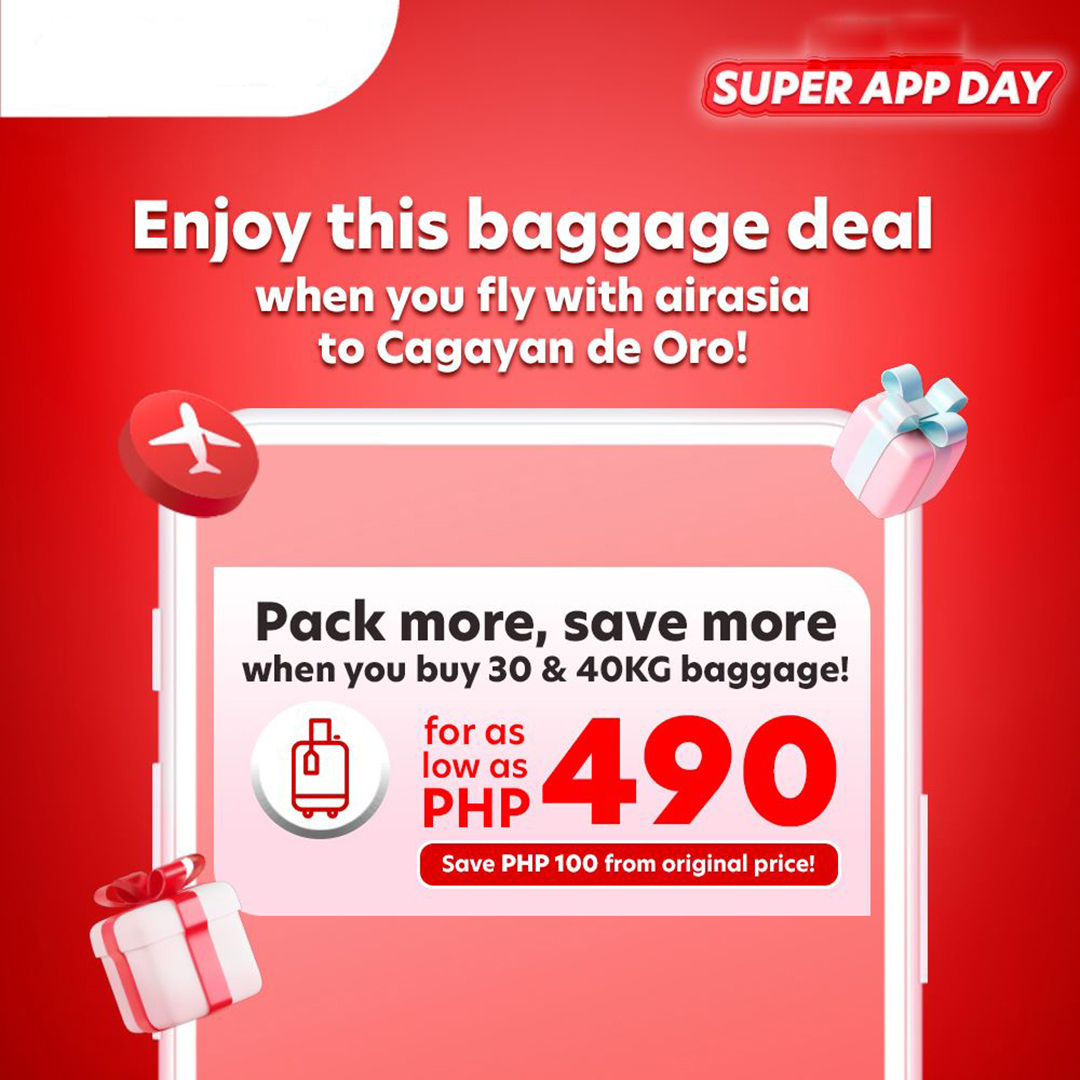 SUPER APP DAY
Enjoy this baggage deal
when you fly with airasia
to Cagayan de Oro!
Pack more, save more
when you buy 30 & 40KG baggage!
for as
low as
PHP 490
Save PHP 100 from original price!